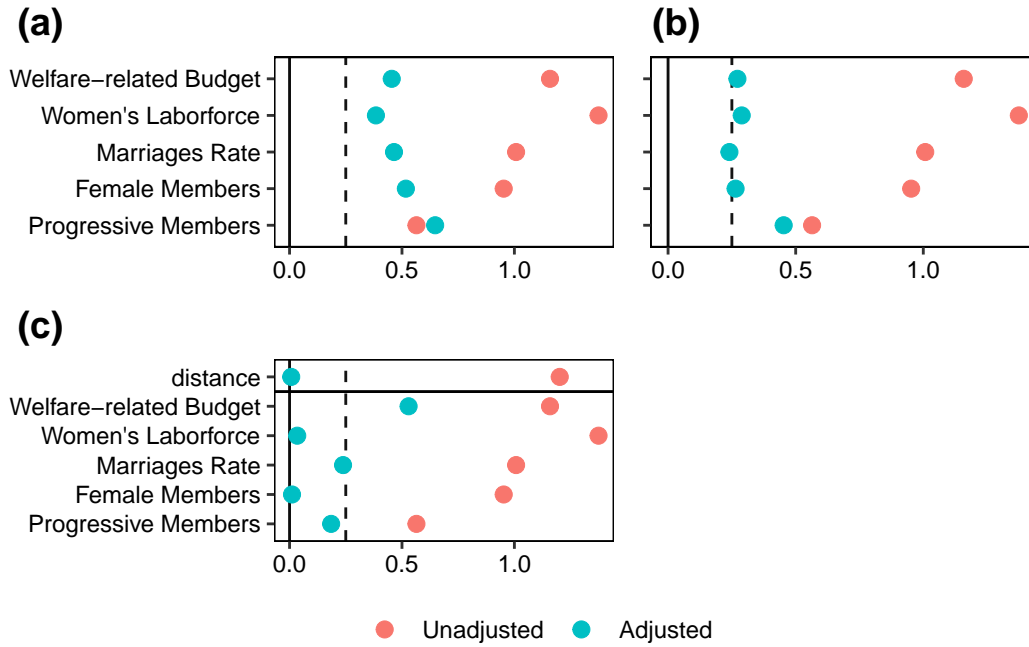 (a)
(b)
Welfare−related Budget
Women's Laborforce
Marriages Rate
Female Members
Progressive Members
0.0 0.5 1.0
0.0 0.5 1.0
(c)
distance
Welfare−related Budget
Women's Laborforce
Marriages Rate
Female Members
Progressive Members
0.0 0.5 1.0
Unadjusted Adjusted